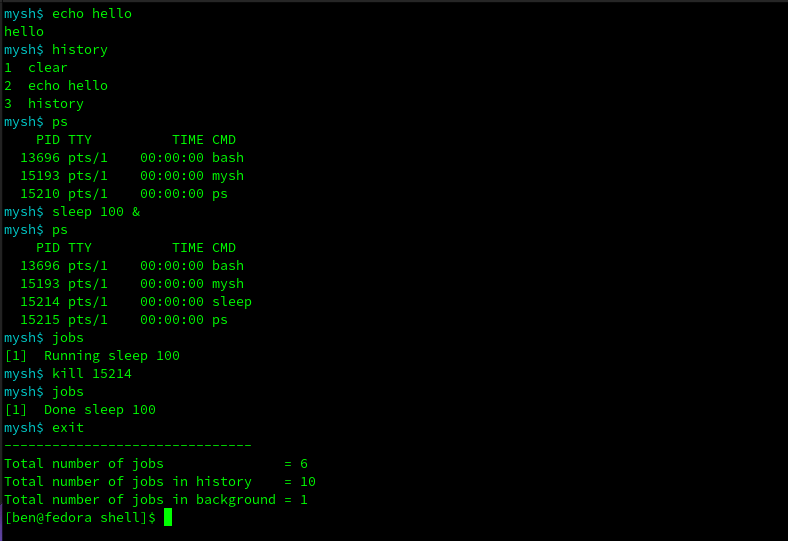 mysh$ echo hello
hello
mysh$ history
1  clear
2  echo hello
3  history
mysh$ ps
    PID TTY          TIME CMD
  13696 pts/1    00:00:00 bash
  15193 pts/1    00:00:00 mysh
  15210 pts/1    00:00:00 ps
mysh$ sleep 100 &
mysh$ ps
    PID TTY          TIME CMD
  13696 pts/1    00:00:00 bash
  15193 pts/1    00:00:00 mysh
  15214 pts/1    00:00:00 sleep
  15215 pts/1    00:00:00 ps
mysh$ jobs
[1]  Running sleep 100
mysh$ kill 15214
mysh$ jobs
[1]  Done sleep 100
mysh$ exit
-------------------------------
Total number of jobs               = 6
Total number of jobs in history    = 10
Total number of jobs in background = 1
[ben@fedora shell]$